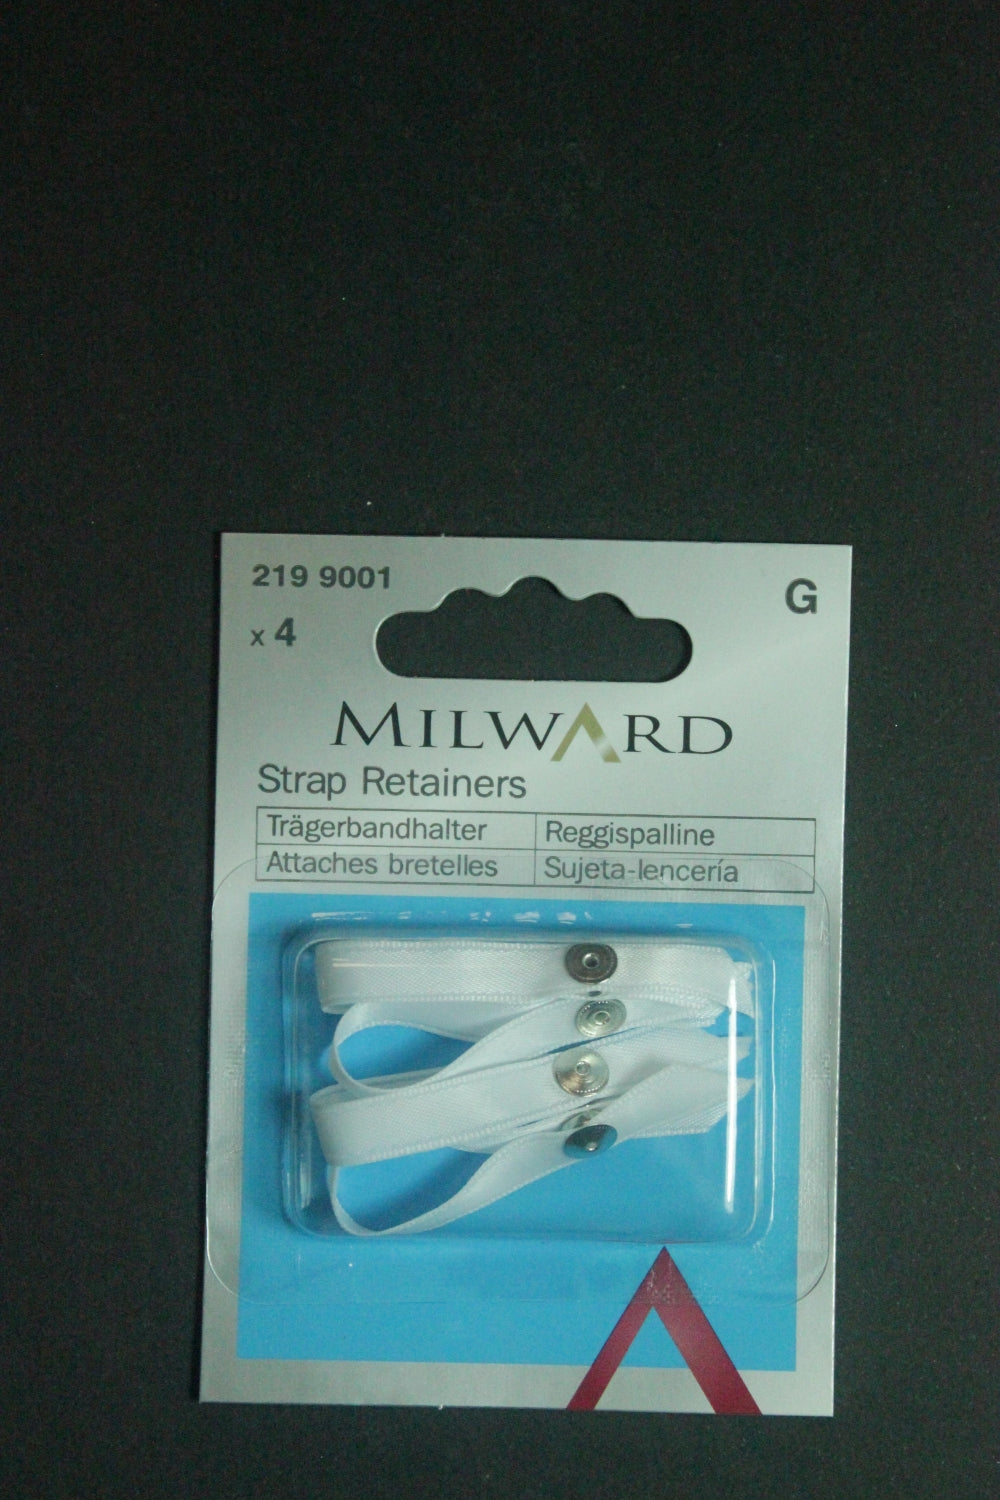 219 9001
G
x 4
MILWARD
Strap Retainers
Trägerbandhalter
Reggispalline
Attaches bretelles
Sujeta-lencería